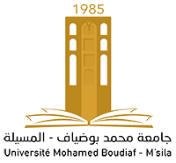 1985
جامعة محمد بوضياف - المسيلة
Université Mohamed Boudiaf - M'sila